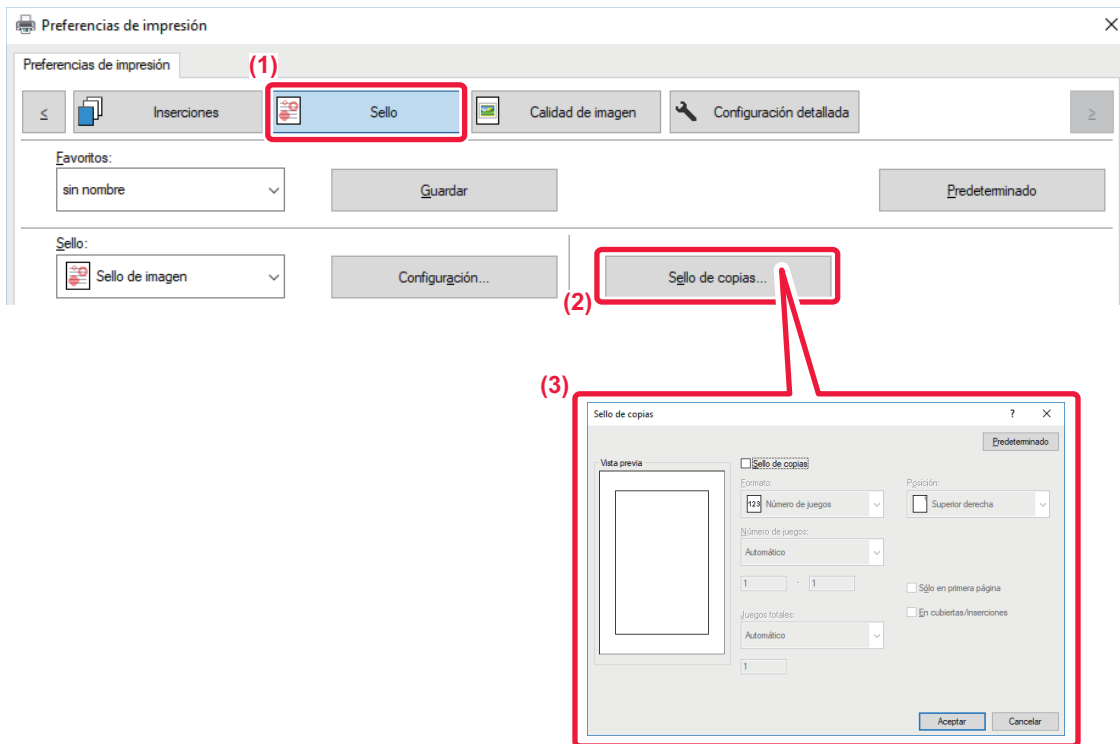 Preferencias de impresión
Preferencias de impresión
(1)
≤ Inserciones Sello Calidad de imagen Configuración detallada ≥
Favoritos:
sin nombre Guardar Predeterminado
Sello:
Sello de imagen Configuración... Sello de copias...
(2)
(3)
Sello de copias ? ×
Predeterminado
Vista previa Sello de copias
Formato: Posición:
123 Número de juegos Superior derecha
Número de juegos:
Automático
1 - 1 Sólo en primera página
Juegos totales: En cubiertas/inserciones
Automático
1
Aceptar Cancelar